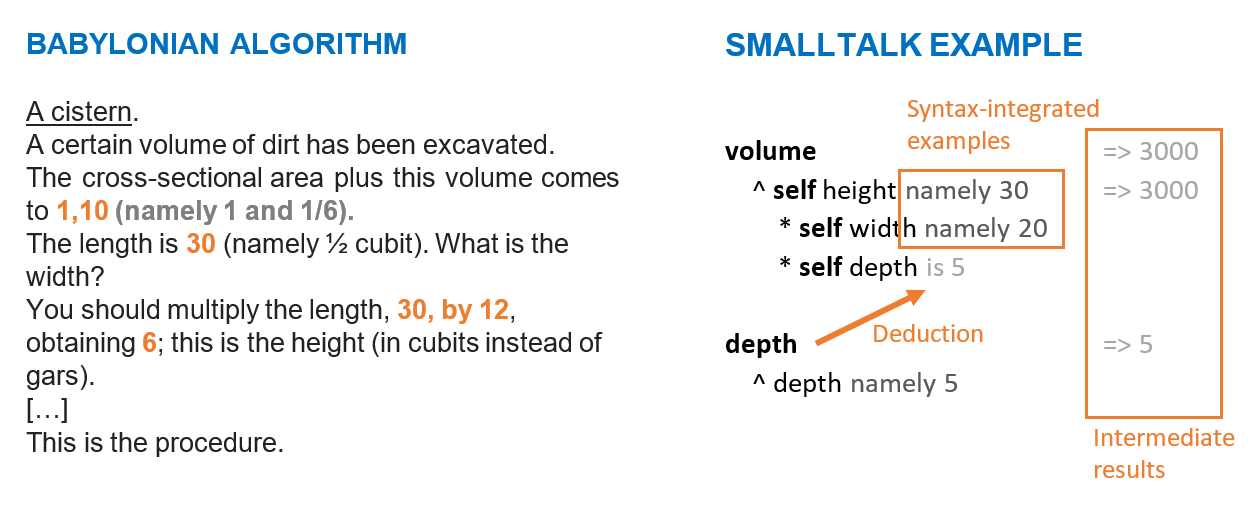 BABYLONIAN ALGORITHM
A cistern.
A certain volume of dirt has been excavated.
The cross-sectional area plus this volume comes
to 1,10 (namely 1 and 1/6).
The length is 30 (namely ½ cubit). What is the
width?
You should multiply the length, 30, by 12,
obtaining 6; this is the height (in cubits instead of
gars).
[…]
This is the procedure.
SMALLTALK EXAMPLE
Syntax-integrated
examples
volume => 3000
^ self height namely 30 => 3000
* self width namely 20
* self depth is 5
Deduction
depth => 5
^ depth namely 5
Intermediate
results